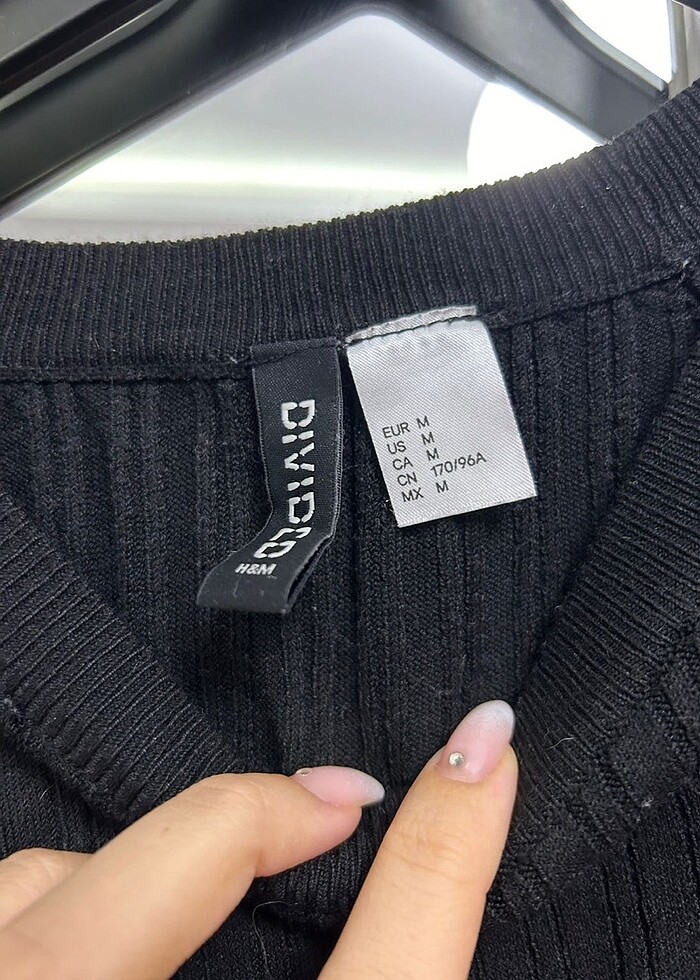 DIVIDED
H&M
EUR M
US M
CA M
CN 170/96A
MX M